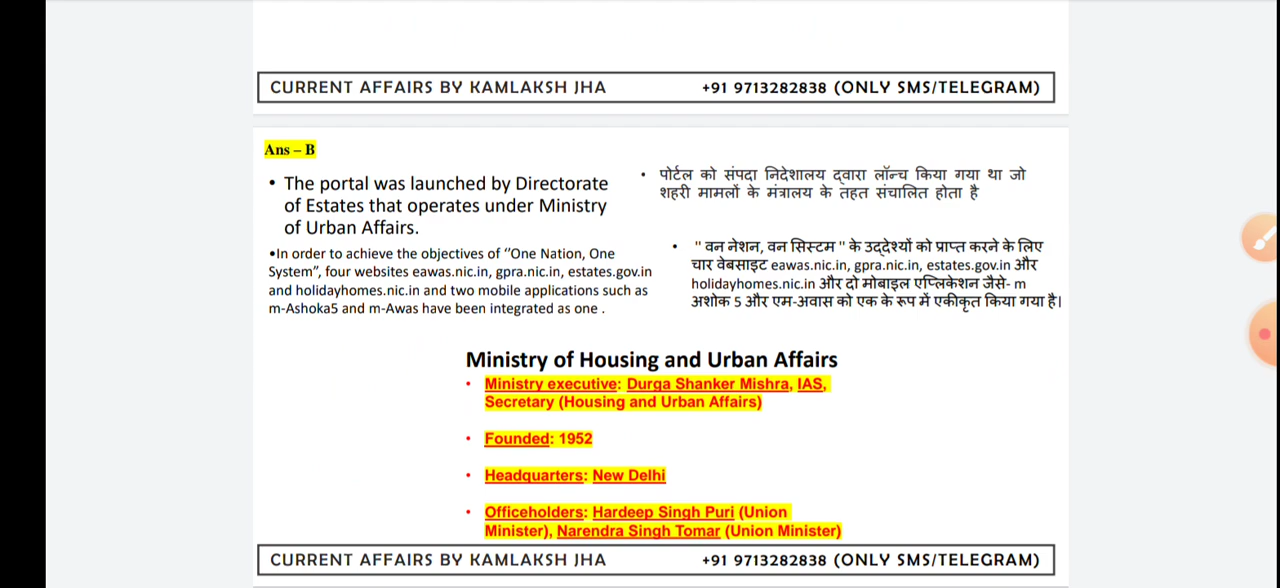 CURRENT AFFAIRS BY KAMLAKSH JHA +91 9713282838 (ONLY SMS/TELEGRAM)
Ans – B
• The portal was launched by Directorate
of Estates that operates under Ministry
of Urban Affairs.
•In order to achieve the objectives of “One Nation, One
System”, four websites eawas.nic.in, gpra.nic.in, estates.gov.in
and holidayhomes.nic.in and two mobile applications such as
m-Ashoka5 and m-Awas have been integrated as one .
• पोर्टल को संपदा निदेशालय द्वारा लॉन्च किया गया था जो
शहरी मामलों के मंत्रालय के तहत संचालित होता है
• " वन नेशन, वन सिस्टम " के उद्देश्यों को प्राप्त करने के लिए
चार वेबसाइट eawas.nic.in, gpra.nic.in, estates.gov.in और
holidayhomes.nic.in और दो मोबाइल एप्लिकेशन जैसे- m
अशोक 5 और एम-अवास को एक के रूप में एकीकृत किया गया है।
Ministry of Housing and Urban Affairs
• Ministry executive: Durga Shanker Mishra, IAS,
Secretary (Housing and Urban Affairs)
• Founded: 1952
• Headquarters: New Delhi
• Officeholders: Hardeep Singh Puri (Union
Minister), Narendra Singh Tomar (Union Minister)
CURRENT AFFAIRS BY KAMLAKSH JHA +91 9713282838 (ONLY SMS/TELEGRAM)